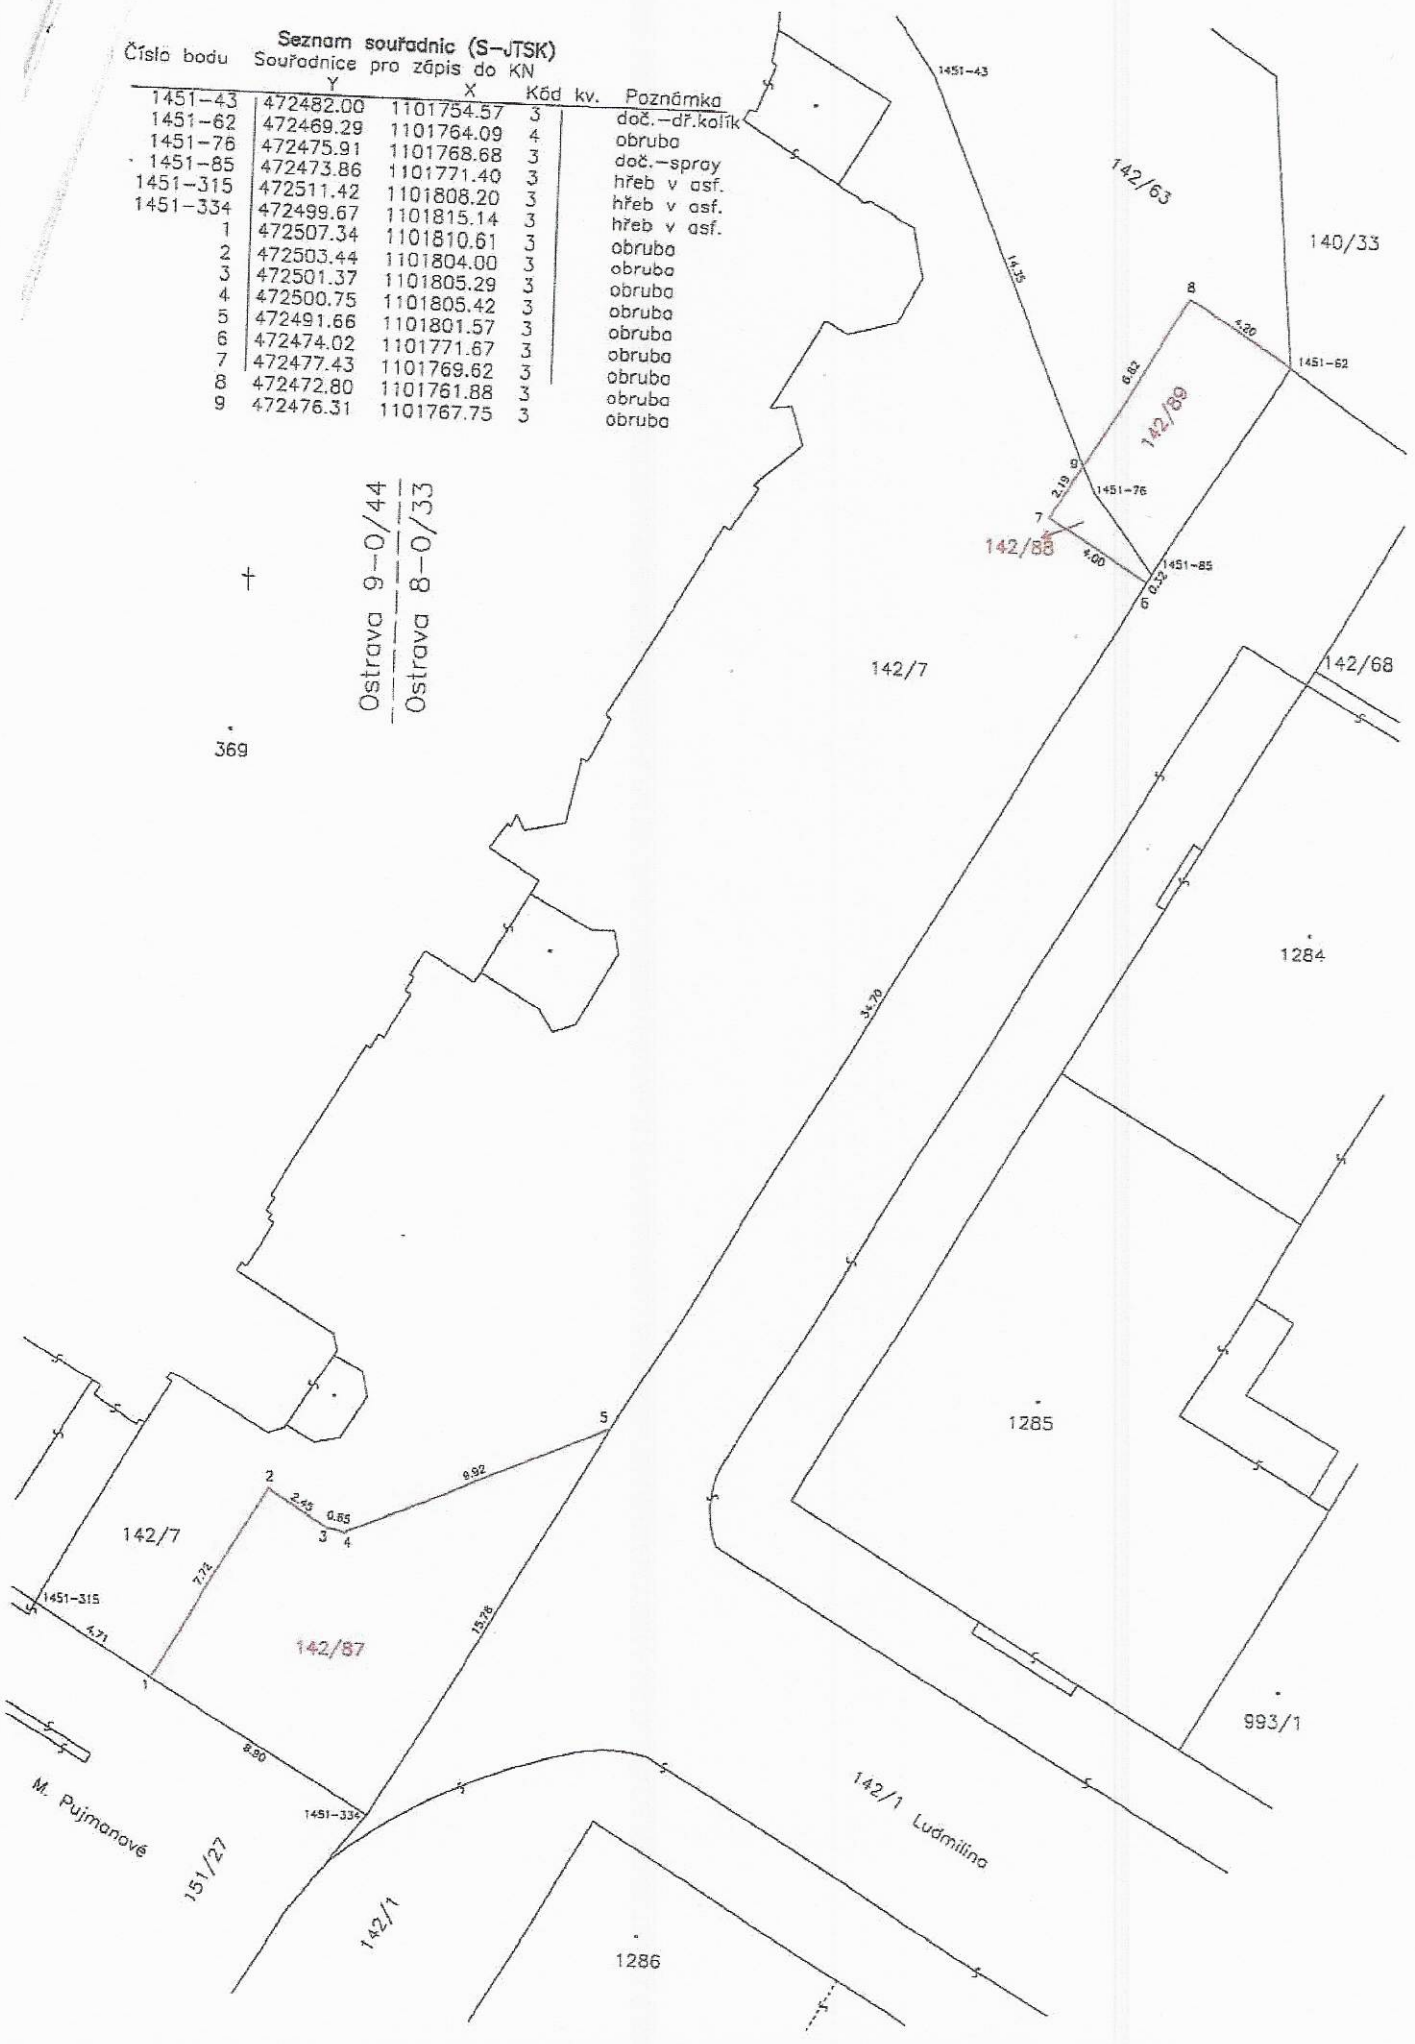 Seznam souřadnic (S-JTSK)
Číslo bodu Souřadnice pro zápis do KN
Y X Kód kv. Poznámka
1451-43 472482.00 1101754.57 3 doč.-dř.kolík
1451-62 472469.29 1101764.09 4 obruba
1451-76 472475.91 1101768.68 3 doč.-spray
1451-85 472473.86 1101771.40 3 hřeb v asf.
1451-315 472511.42 1101808.20 3 hřeb v asf.
1451-334 472499.67 1101815.14 3 hřeb v asf.
1 472507.34 1101810.61 3 obruba
2 472503.44 1101804.00 3 obruba
3 472501.37 1101805.29 3 obruba
4 472500.75 1101805.42 3 obruba
5 472491.66 1101801.57 3 obruba
6 472474.02 1101771.67 3 obruba
7 472477.43 1101769.62 3 obruba
8 472472.80 1101761.88 3 obruba
9 472476.31 1101767.75 3 obruba
1451-43
142/63
140/33
14.35
8
4.20
1451-62
6.82
142/89
9
2.19
1451-76
7
142/88
4.00
1451-85
0.32
6
Ostrava 9-0/44
Ostrava 8-0/33
369
142/7
142/68
1284
34.70
1285
5
9.92
2
2.45
0.65
3
4
142/7
7.72
1451-315
4.71
142/87
15.78
1
8.90
993/1
M. Pujmanové
151/27
1451-334
142/1 Ludmilina
142/1
1286